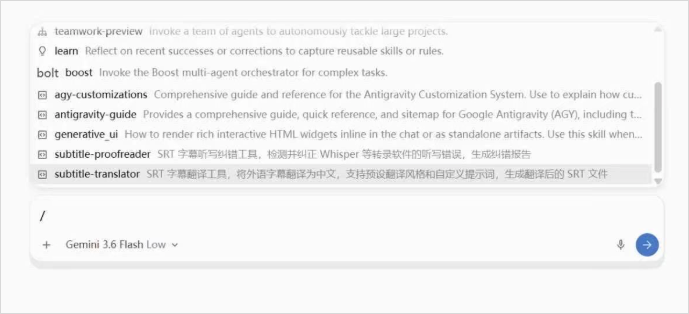 teamwork-preview Invoke a team of agents to autonomously tackle large projects.
learn Reflect on recent successes or corrections to capture reusable skills or rules.
bolt boost Invoke the Boost multi-agent orchestrator for complex tasks.
agy-customizations Comprehensive guide and reference for the Antigravity Customization System. Use to explain how cu...
antigravity-guide Provides a comprehensive guide, quick reference, and sitemap for Google Antigravity (AGY), including t...
generative_ui How to render rich interactive HTML widgets inline in the chat or as standalone artifacts. Use this skill when...
subtitle-proofreader SRT 字幕听写纠错工具，检测并纠正 Whisper 等转录软件的听写错误，生成纠错报告
subtitle-translator SRT 字幕翻译工具，将外语字幕翻译为中文，支持预设翻译风格和自定义提示词，生成翻译后的 SRT 文件
/
Gemini 3.6 Flash Low